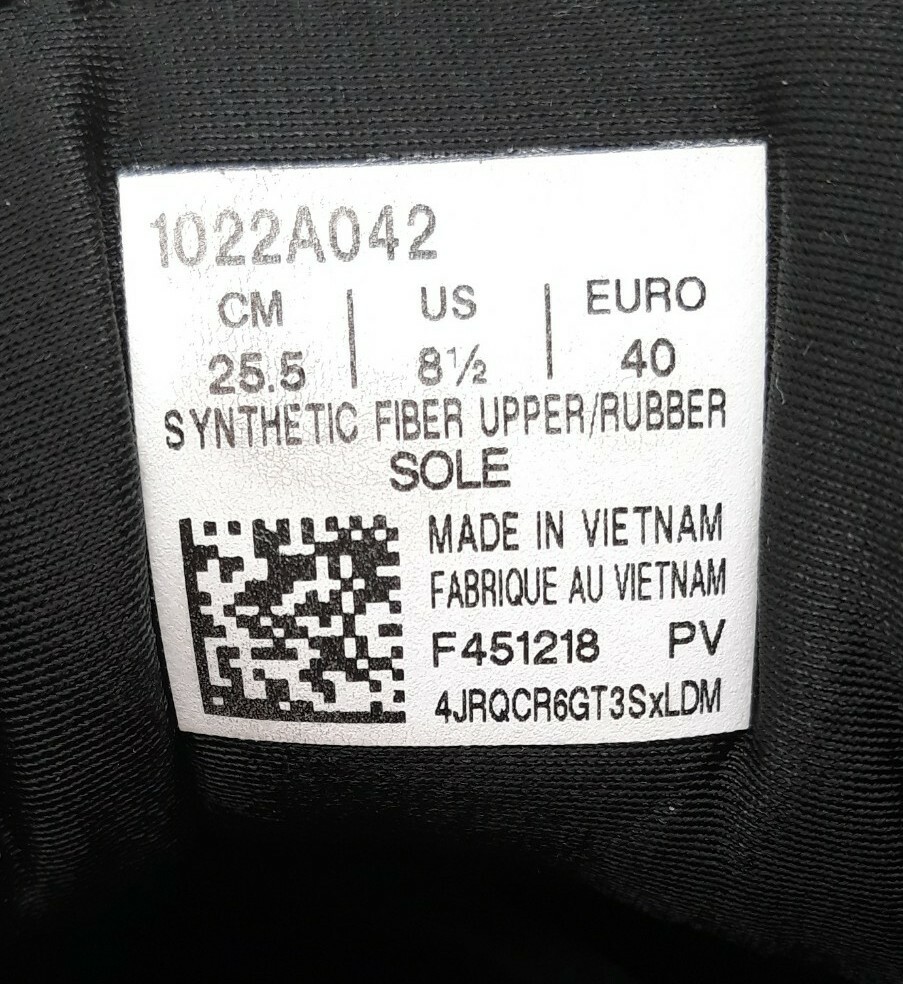 1022A042
CM | US | EURO
25.5 | 8½ | 40
SYNTHETIC FIBER UPPER/RUBBER
SOLE
MADE IN VIETNAM
FABRIQUE AU VIETNAM
F451218 PV
4JRQCR6GT3SxLDM